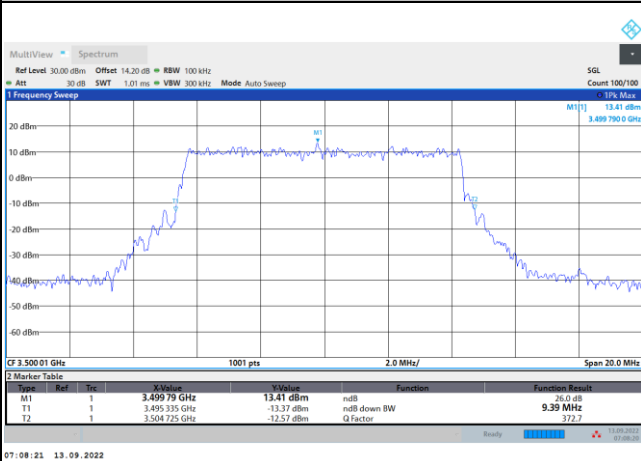 MultiView Spectrum
Ref Level 30.00 dBm Offset 14.20 dB RBW 100 kHz SGL
Att 30 dB SWT 1.01 ms VBW 300 kHz Mode Auto Sweep Count 100/100
1 Frequency Sweep 1Pk Max
M1[1] 13.41 dBm
3.499 790 0 GHz
M1
20 dBm
10 dBm
0 dBm
-10 dBm
T1
T2
-20 dBm
-30 dBm
-40 dBm
-50 dBm
-60 dBm
CF 3.500 01 GHz 1001 pts 2.0 MHz/ Span 20.0 MHz
2 Marker Table
Type Ref Trc X-Value Y-Value Function Function Result
M1 1 3.499 79 GHz 13.41 dBm ndB 26.0 dB
T1 1 3.495 335 GHz -13.37 dBm ndB down BW 9.39 MHz
T2 1 3.504 725 GHz -12.57 dBm Q Factor 372.7
Ready 13.09.2022
07:08:20
07:08:21 13.09.2022